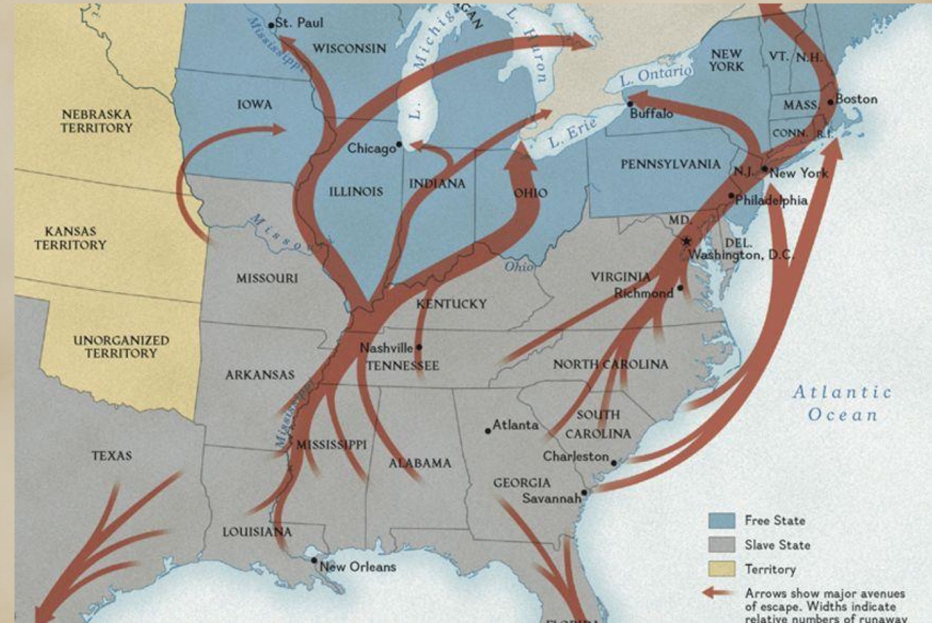 St. Paul
Mississippi
WISCONSIN
L. Michigan
L. Huron
L. Ontario
NEW
YORK
VT.
N.H.
IOWA
NEBRASKA
TERRITORY
MASS.
Boston
Buffalo
L. Erie
CONN.
R.I.
Chicago
PENNSYLVANIA
N.J.
New York
ILLINOIS
INDIANA
OHIO
Philadelphia
KANSAS
TERRITORY
MD.
DEL.
Washington, D.C.
Ohio
MISSOURI
VIRGINIA
Richmond
KENTUCKY
UNORGANIZED
TERRITORY
Nashville
TENNESSEE
NORTH CAROLINA
ARKANSAS
Atlantic
Ocean
Mississippi
SOUTH
CAROLINA
Atlanta
MISSISSIPPI
ALABAMA
TEXAS
Charleston
GEORGIA
Savannah
LOUISIANA
New Orleans
Free State
Slave State
Territory
Arrows show major avenues
of escape. Widths indicate
relative numbers of runaway